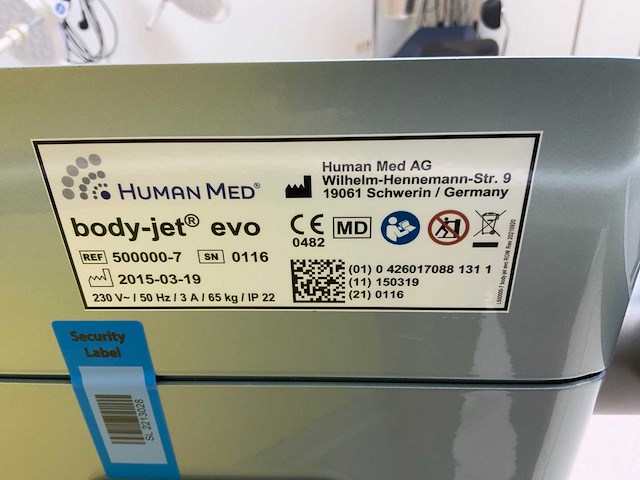 HUMAN MED®
Human Med AG
Wilhelm-Hennemann-Str. 9
19061 Schwerin / Germany
body-jet® evo
CE
0482
MD
REF 500000-7 SN 0116
2015-03-19
230 V~ / 50 Hz / 3 A / 65 kg / IP 22
(01) 0 426017088 131 1
(11) 150319
(21) 0116
Security
Label
SL 2213028